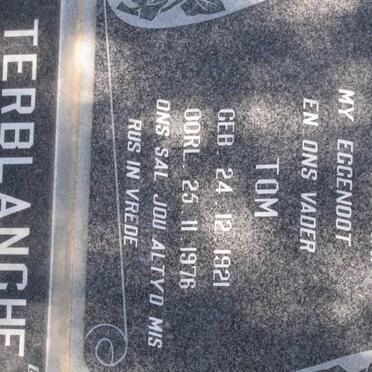 MY EGGENOOT
EN ONS VADER
TOM
GEB. 24.12.1921
OORL. 25.11.1976
ONS SAL JOU ALTYD MIS
RUS IN VREDE
TERBLANCHE